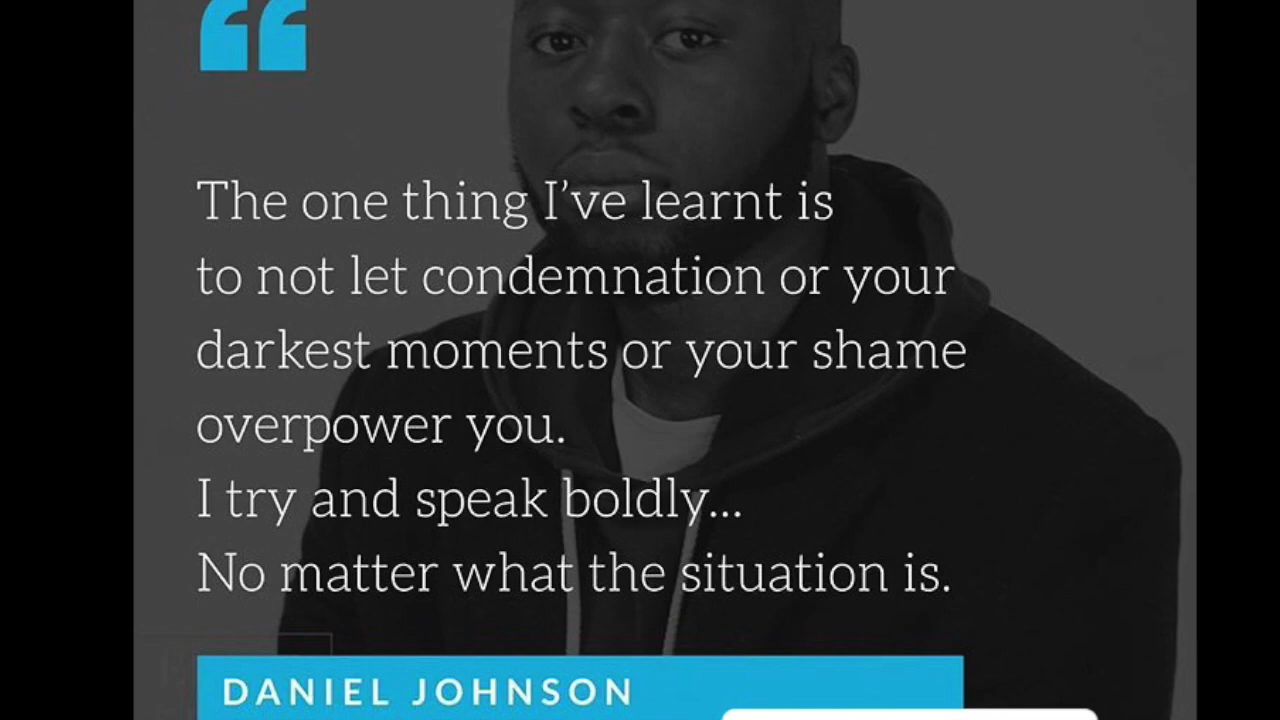 “
The one thing I’ve learnt is
to not let condemnation or your
darkest moments or your shame
overpower you.
I try and speak boldly...
No matter what the situation is.
DANIEL JOHNSON